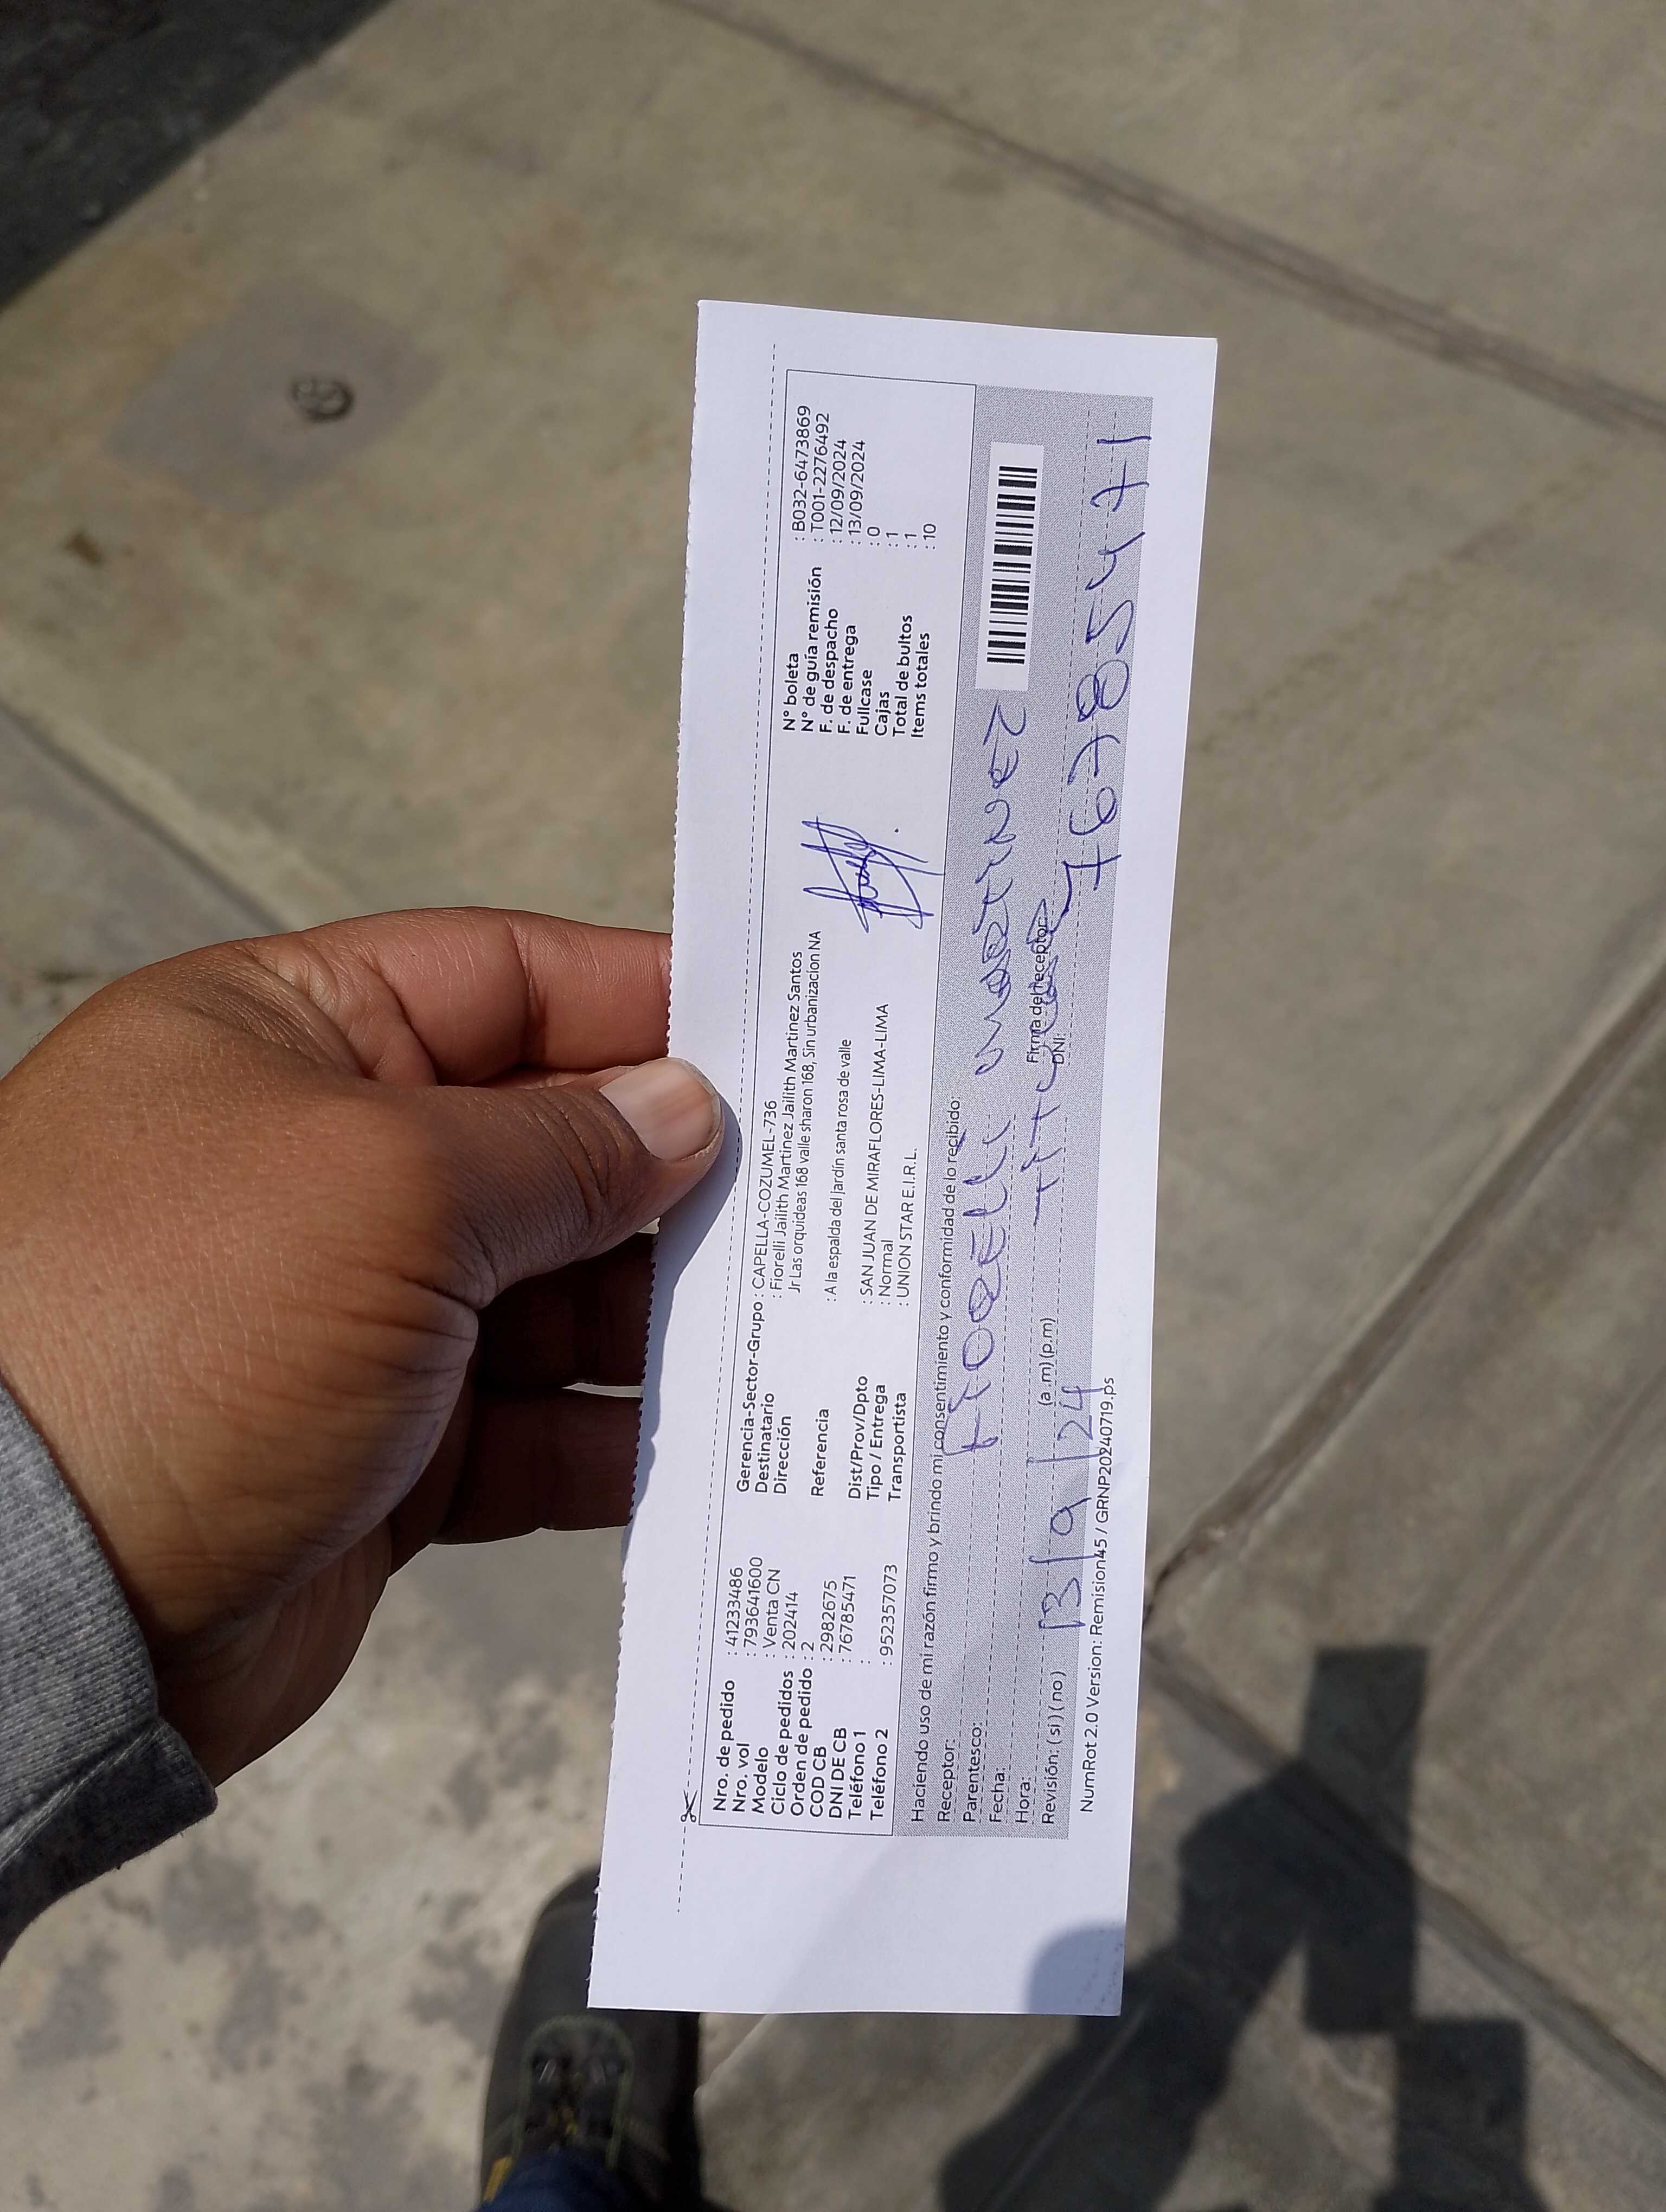 Nro. de pedido : 41233486
Nro. vol : 793641600
Modelo : Venta CN
Ciclo de pedidos : 202414
Orden de pedido : 2
COD CB : 2982675
DNI DE CB : 76785471
Teléfono 1 :
Teléfono 2 : 952357073
Gerencia-Sector-Grupo : CAPELLA-COZUMEL-736
Destinatario : Fiorelli Jailith Martinez Jailith Martinez Santos
Dirección Jr Las orquideas 168 valle sharon 168, Sin urbanizacion NA
Referencia : A la espalda del jardín santa rosa de valle
Dist/Prov/Dpto : SAN JUAN DE MIRAFLORES-LIMA-LIMA
Tipo / Entrega : Normal
Transportista : UNION STAR E.I.R.L.
N° boleta : B032-6473869
N° de guía remisión : T001-2276492
F. de despacho : 12/09/2024
F. de entrega : 13/09/2024
Fullcase : 0
Cajas : 1
Total de bultos : 1
Items totales : 10
Haciendo uso de mi razón firmo y brindo mi consentimiento y conformidad de lo recibido:
Receptor: FIORELLI MARTINEZ
Parentesco: TITULAR
Fecha:
Hora: (a.m) (p.m)
Revisión: ( si ) ( no ) 13/9/24
Firma del receptor:
DNI: 76785471
NumRot 2.0 Version: Remision45 / GRNP20240719.ps